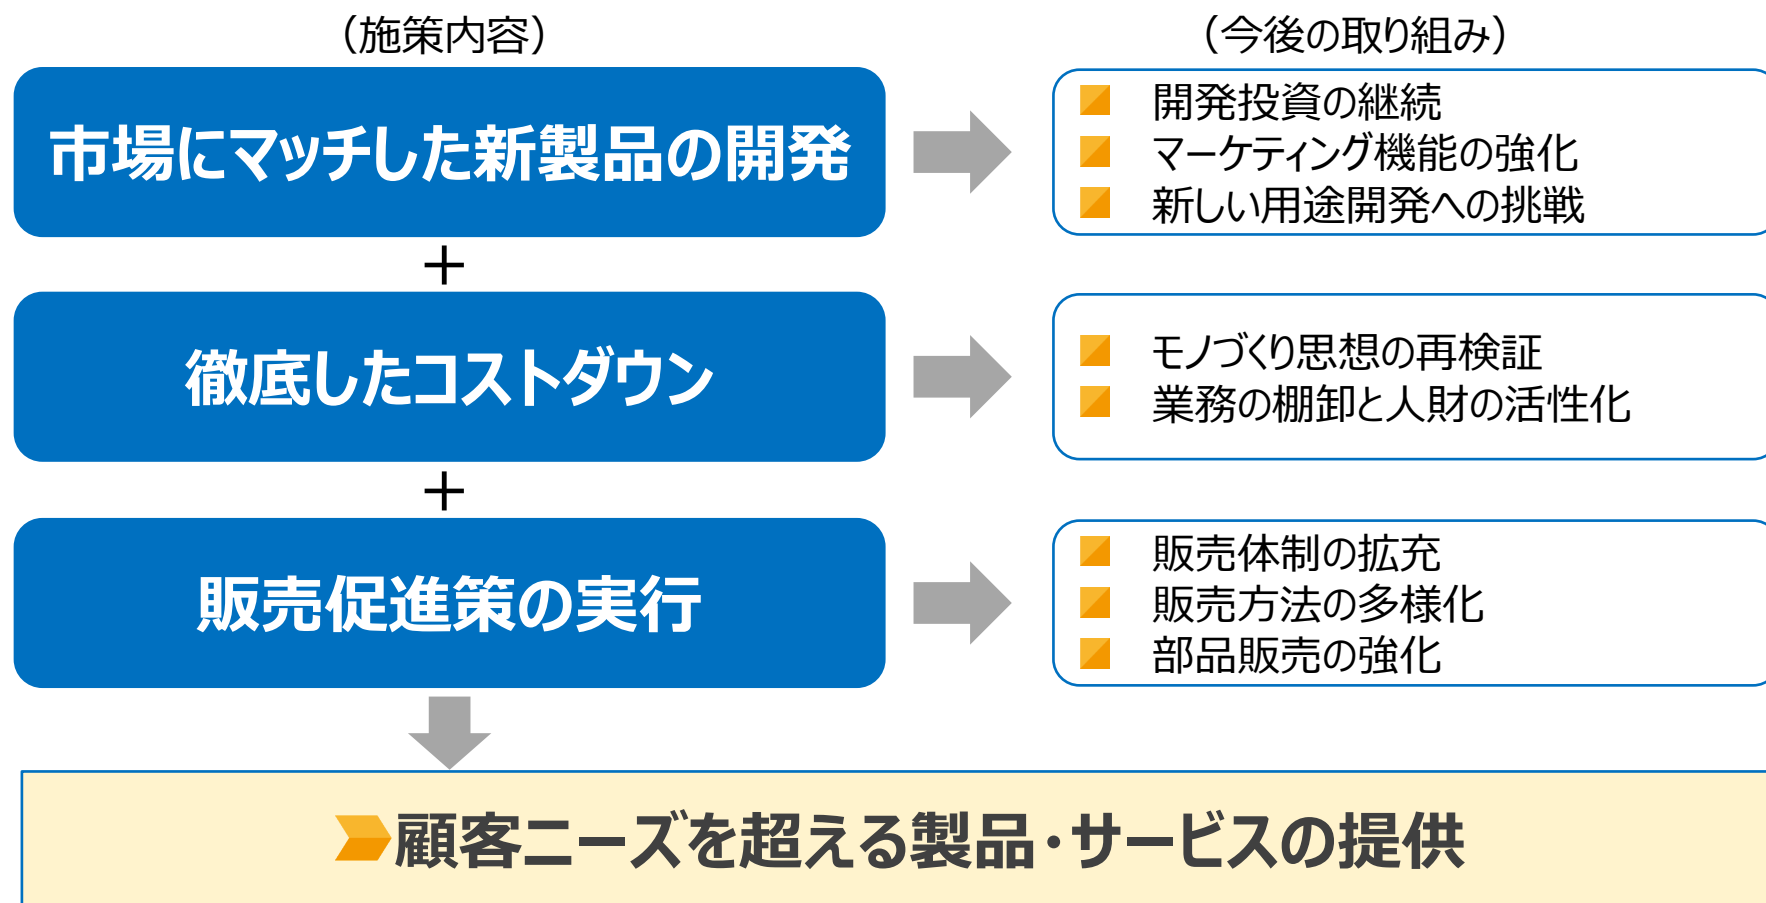 （施策内容）
（今後の取り組み）
市場にマッチした新製品の開発
開発投資の継続
マーケティング機能の強化
新しい用途開発への挑戦
＋
徹底したコストダウン
モノづくり思想の再検証
業務の棚卸と人財の活性化
＋
販売促進策の実行
販売体制の拡充
販売方法の多様化
部品販売の強化
顧客ニーズを超える製品・サービスの提供